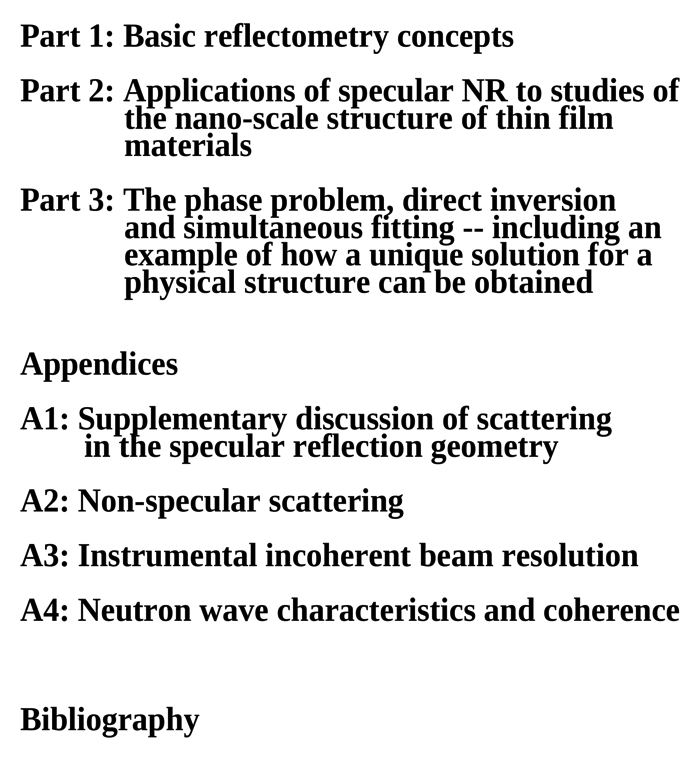 Part 1: Basic reflectometry concepts
Part 2: Applications of specular NR to studies of
the nano-scale structure of thin film
materials
Part 3: The phase problem, direct inversion
and simultaneous fitting -- including an
example of how a unique solution for a
physical structure can be obtained
Appendices
A1: Supplementary discussion of scattering
in the specular reflection geometry
A2: Non-specular scattering
A3: Instrumental incoherent beam resolution
A4: Neutron wave characteristics and coherence
Bibliography